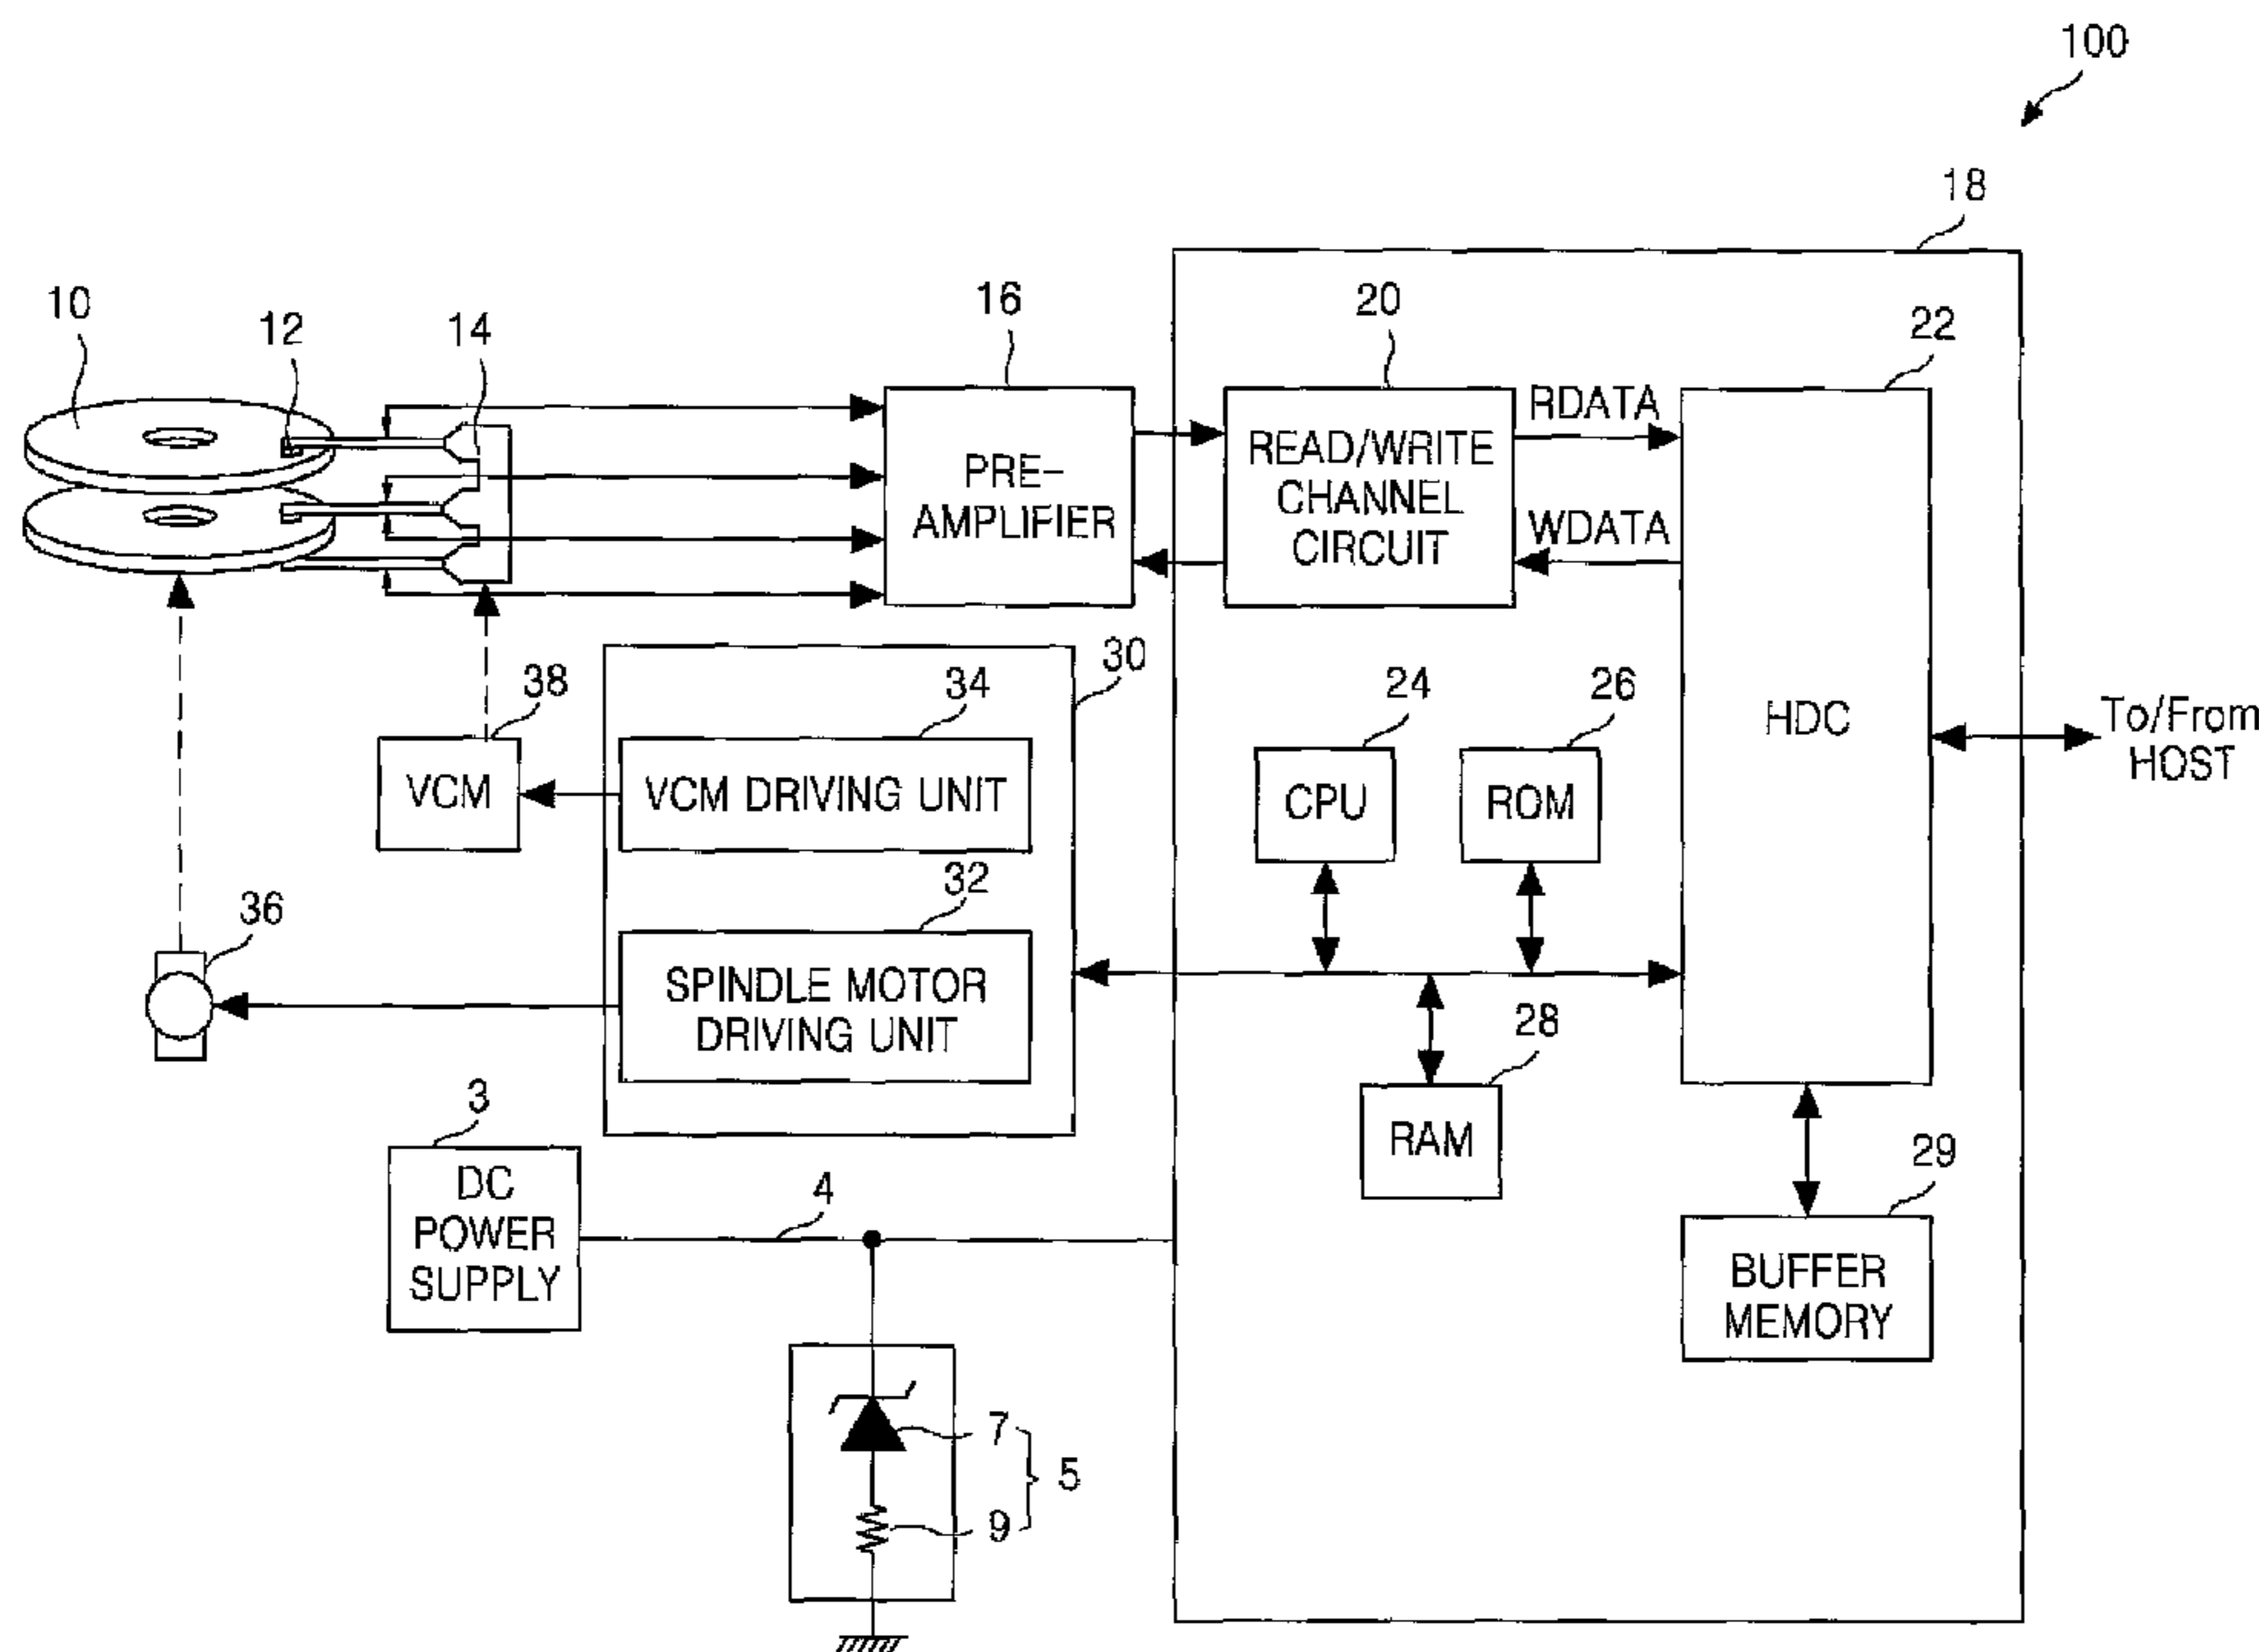 100
18
10
12
14
16
20
22
PRE-
AMPLIFIER
READ/WRITE
CHANNEL
CIRCUIT
RDATA
WDATA
HDC
To/From
HOST
30
38
34
24
26
VCM
VCM DRIVING UNIT
CPU
ROM
36
32
SPINDLE MOTOR
DRIVING UNIT
28
RAM
3
DC
POWER
SUPPLY
4
29
BUFFER
MEMORY
7
5
9